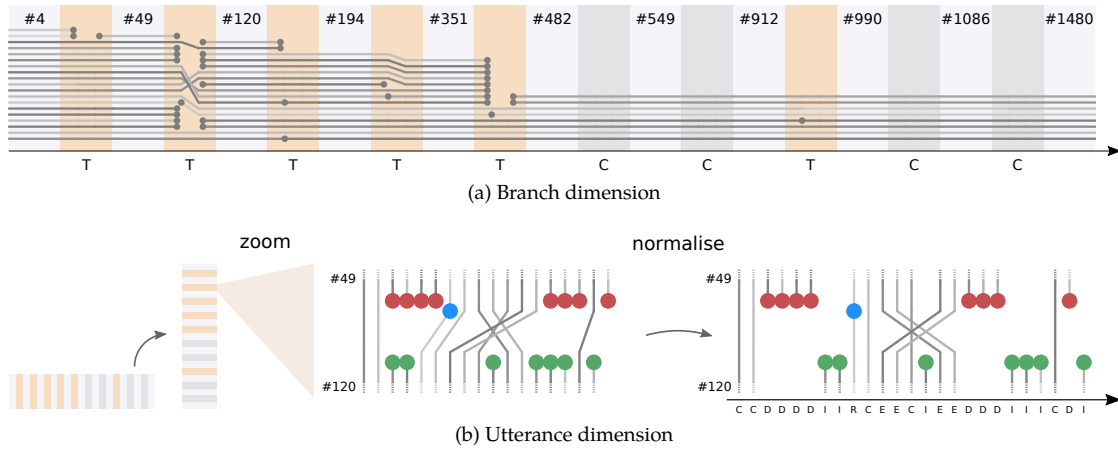 #4 #49 #120 #194 #351 #482 #549 #912 #990 #1086 #1480
T T T T T C C T C C
(a) Branch dimension
zoom normalise
#49 #49
#120 #120
C C D D D D I I R C E E C I E E D D D I I I C D I
(b) Utterance dimension